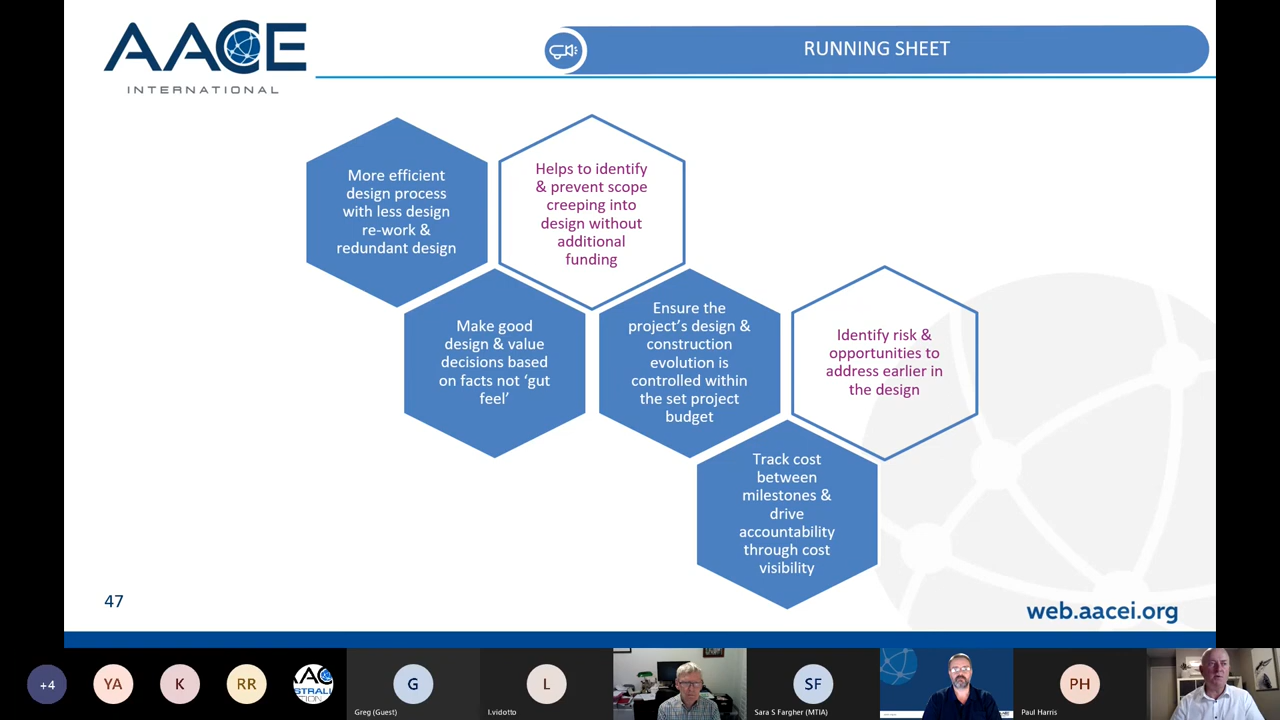 AACE
INTERNATIONAL
RUNNING SHEET
More efficient
design process
with less design
re-work &
redundant design
Helps to identify
& prevent scope
creeping into
design without
additional
funding
Make good
design & value
decisions based
on facts not ‘gut
feel’
Ensure the
project’s design &
construction
evolution is
controlled within
the set project
budget
Identify risk &
opportunities to
address earlier in
the design
Track cost
between
milestones &
drive
accountability
through cost
visibility
47
web.aacei.org
+4
YA
K
RR
G
Greg (Guest)
L
l.vidotto
SF
Sara S Fargher (MTIA)
PH
Paul Harris